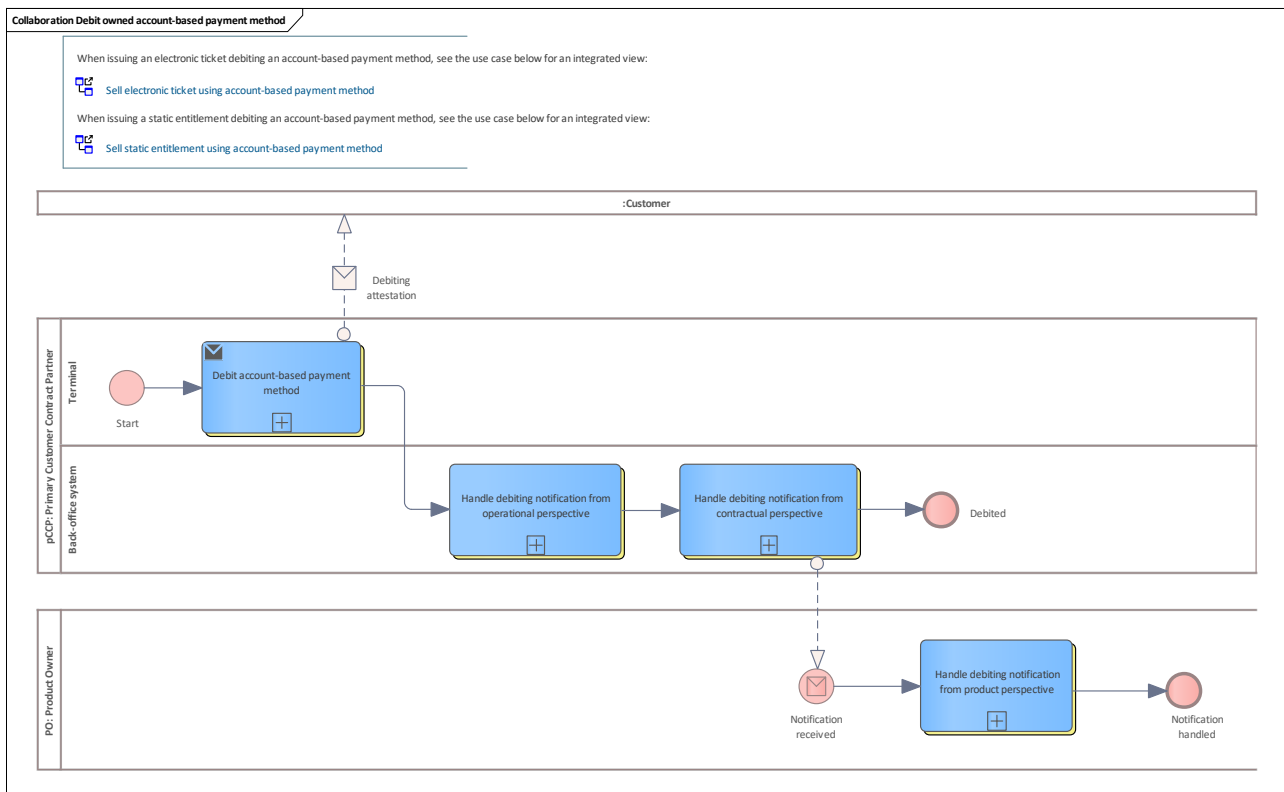 Collaboration Debit owned account-based payment method
When issuing an electronic ticket debiting an account-based payment method, see the use case below for an integrated view:
Sell electronic ticket using account-based payment method
When issuing a static entitlement debiting an account-based payment method, see the use case below for an integrated view:
Sell static entitlement using account-based payment method
:Customer
Debiting
attestation
pCCP: Primary Customer Contract Partner
Terminal
Start
Debit account-based payment
method
Back-office system
Handle debiting notification from
operational perspective
Handle debiting notification from
contractual perspective
Debited
PO: Product Owner
Notification
received
Handle debiting notification
from product perspective
Notification
handled